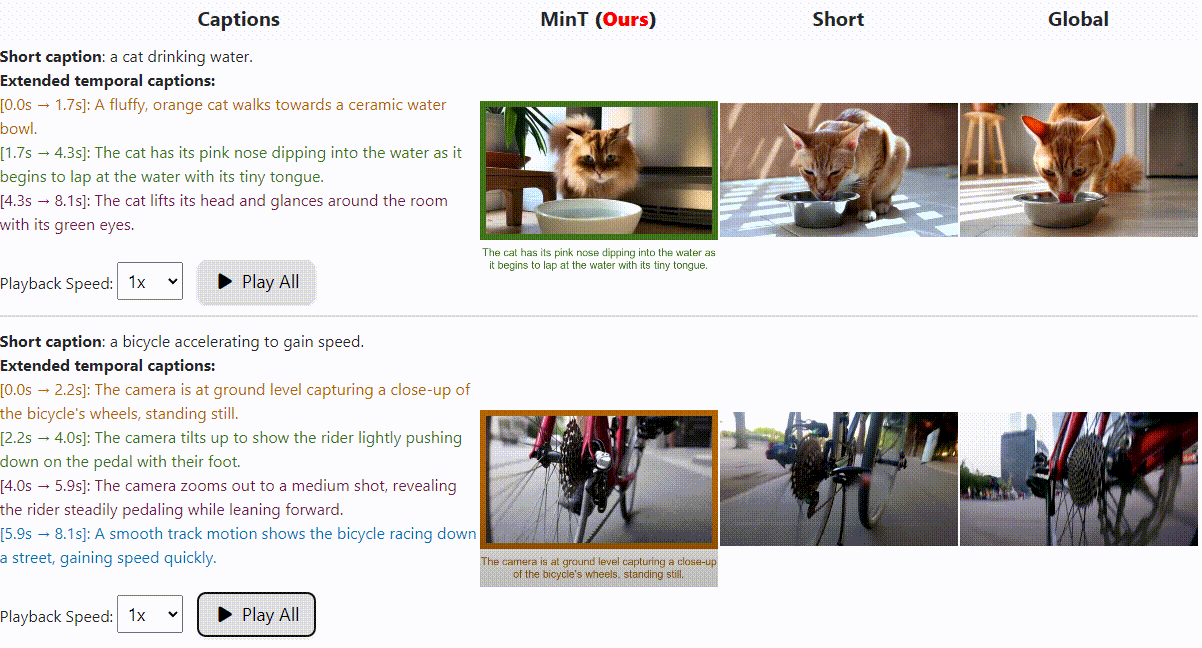 Captions MinT (Ours) Short Global
Short caption: a cat drinking water.
Extended temporal captions:
[0.0s → 1.7s]: A fluffy, orange cat walks towards a ceramic water
bowl.
[1.7s → 4.3s]: The cat has its pink nose dipping into the water as it
begins to lap at the water with its tiny tongue.
[4.3s → 8.1s]: The cat lifts its head and glances around the room
with its green eyes.
The cat has its pink nose dipping into the water as
it begins to lap at the water with its tiny tongue.
Playback Speed: 1x Play All
Short caption: a bicycle accelerating to gain speed.
Extended temporal captions:
[0.0s → 2.2s]: The camera is at ground level capturing a close-up of
the bicycle's wheels, standing still.
[2.2s → 4.0s]: The camera tilts up to show the rider lightly pushing
down on the pedal with their foot.
[4.0s → 5.9s]: The camera zooms out to a medium shot, revealing
the rider steadily pedaling while leaning forward.
[5.9s → 8.1s]: A smooth track motion shows the bicycle racing down
a street, gaining speed quickly.
The camera is at ground level capturing a close-up
of the bicycle's wheels, standing still.
Playback Speed: 1x Play All